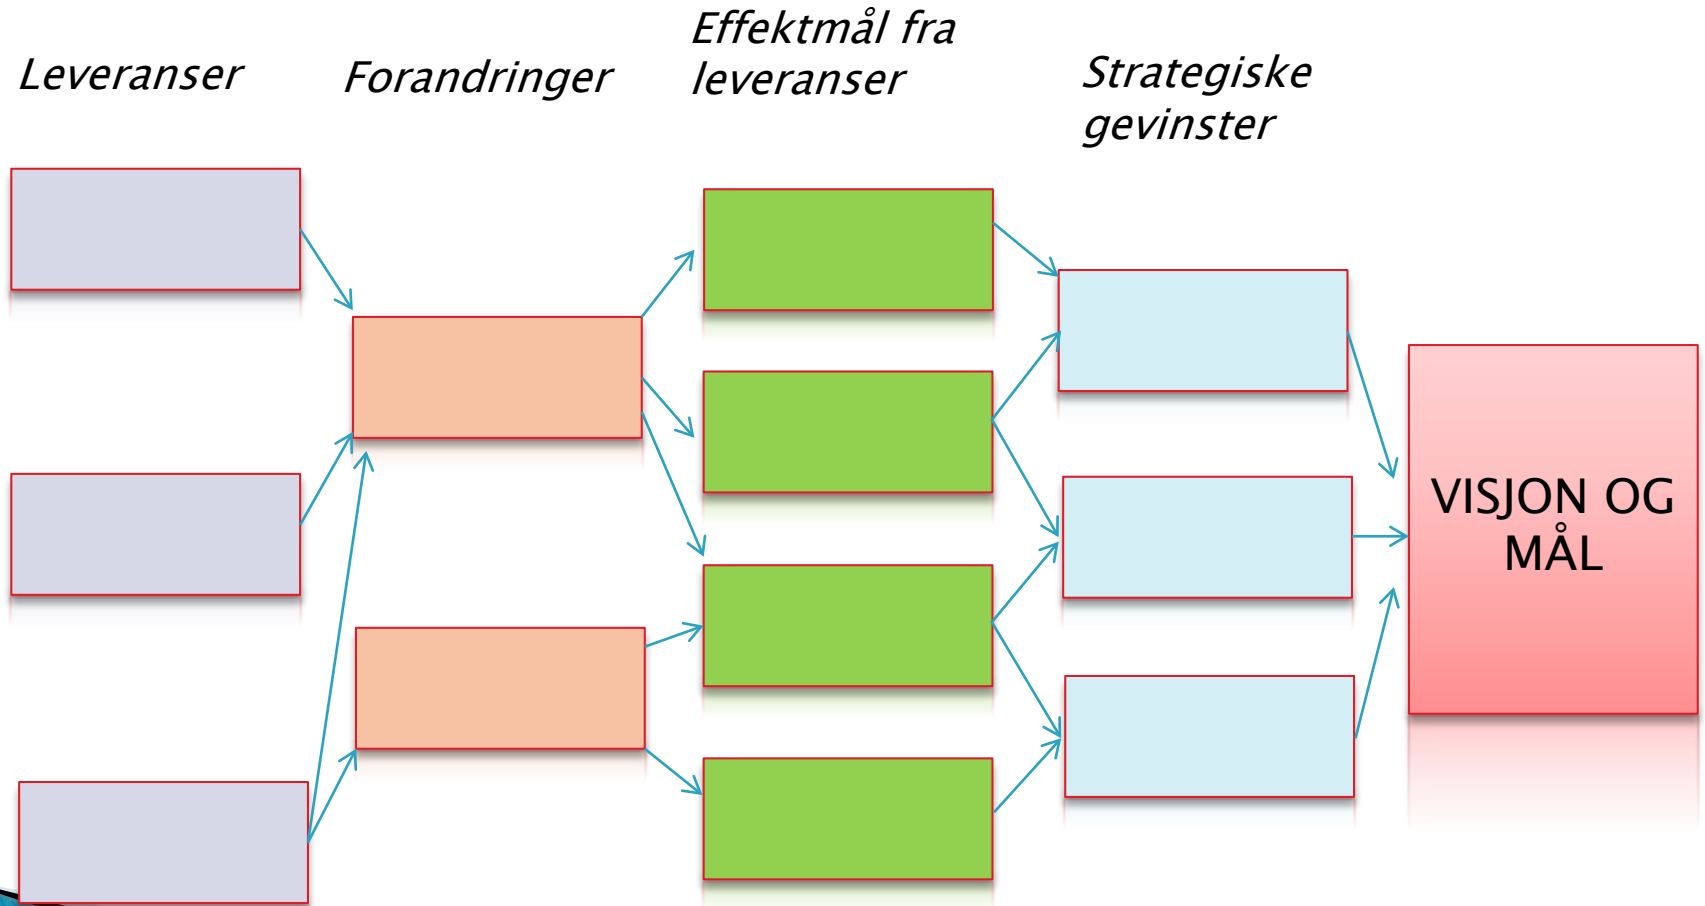 Leveranser
Forandringer
Effektmål fra
leveranser
Strategiske
gevinster
VISJON OG
MÅL